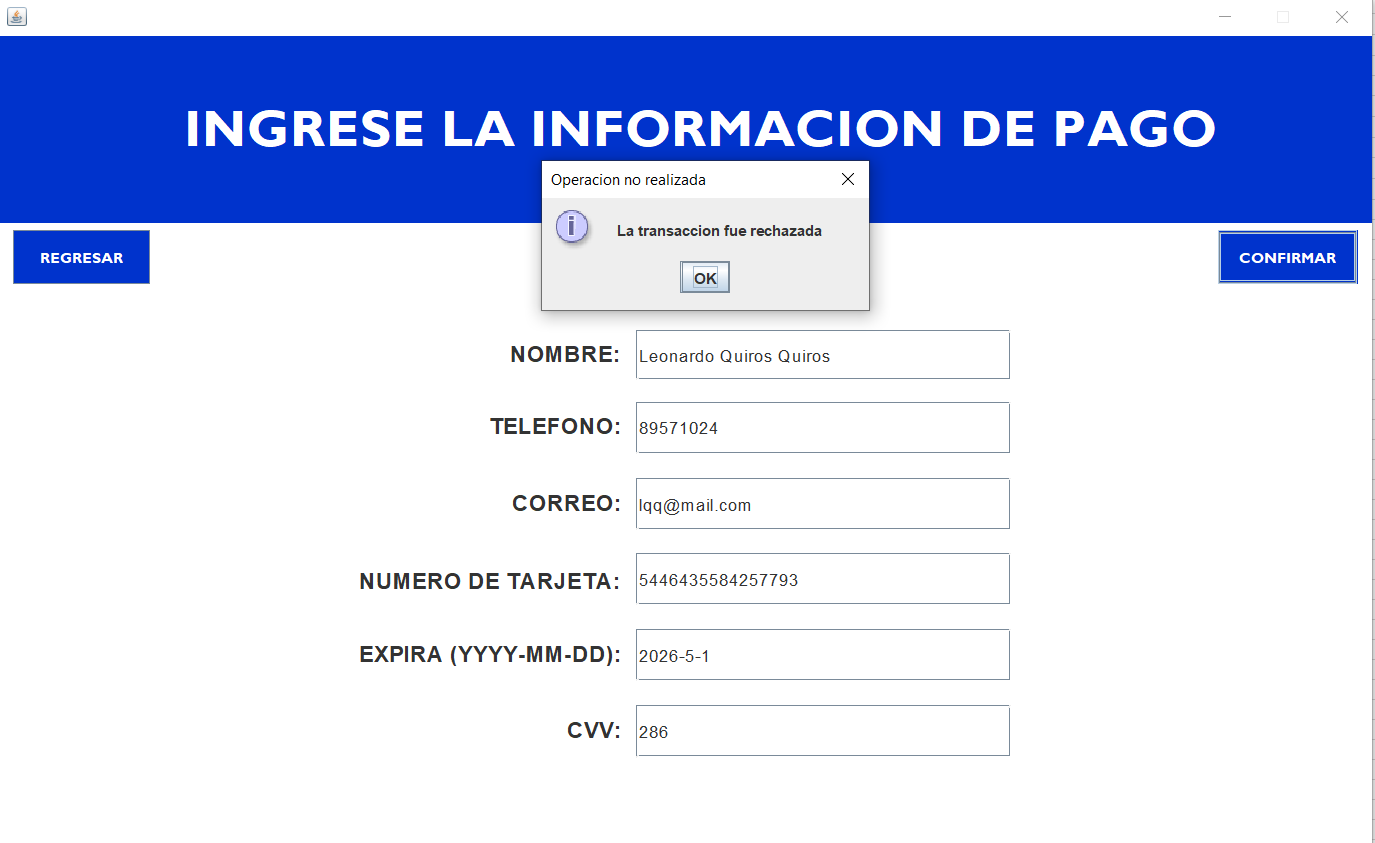 INGRESE LA INFORMACION DE PAGO
Operacion no realizada
La transaccion fue rechazada
OK
REGRESAR
CONFIRMAR
NOMBRE: Leonardo Quiros Quiros
TELEFONO: 89571024
CORREO: lqq@mail.com
NUMERO DE TARJETA: 5446435584257793
EXPIRA (YYYY-MM-DD): 2026-5-1
CVV: 286